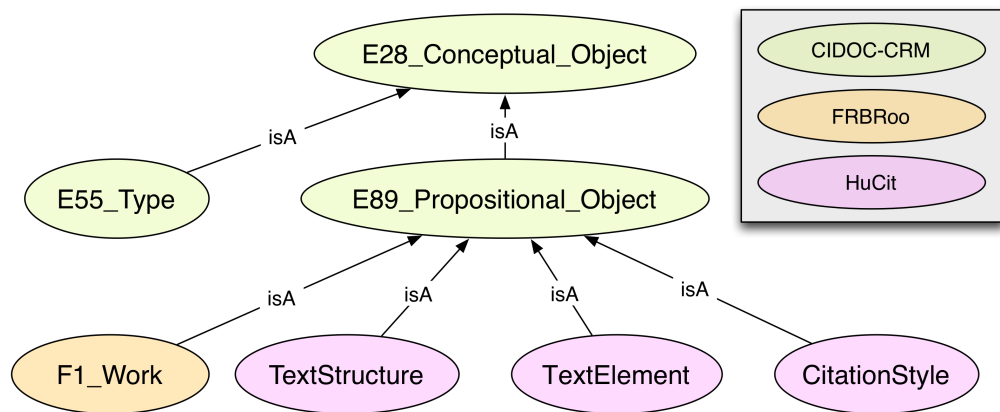 E28_Conceptual_Object
CIDOC-CRM
FRBRoo
HuCit
isA
isA
E55_Type
E89_Propositional_Object
isA
isA
isA
isA
F1_Work
TextStructure
TextElement
CitationStyle